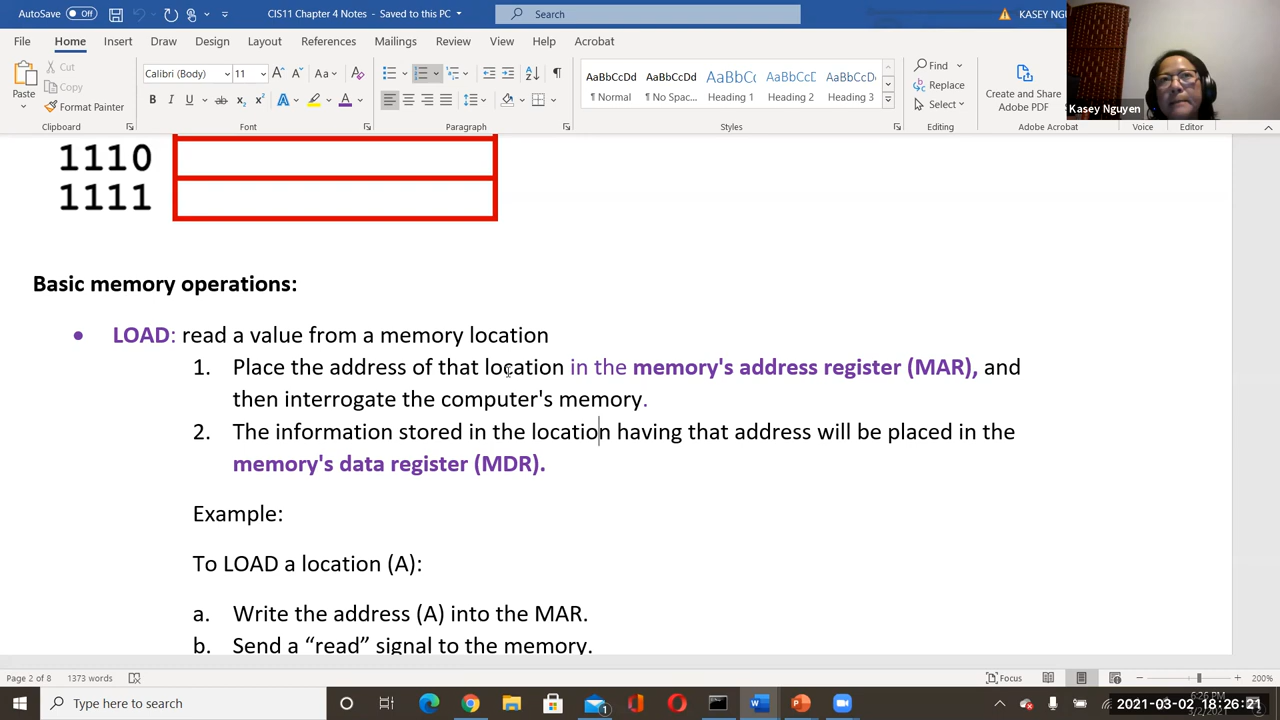 AutoSave On CIS11 Chapter 4 Notes - Saved to this PC Search KASEY NGU
File Home Insert Draw Design Layout References Mailings Review View Help Acrobat
Paste Cut Copy Format Painter Clipboard
Calibri (Body) 11 Font
Paragraph
AaBbCcDd AaBbCcDd AaBbCc AaBbCcD AaBbCcD
¶ Normal ¶ No Spac... Heading 1 Heading 2 Heading 3
Styles
Find Replace Select Editing
Create and Share Adobe PDF Adobe Acrobat
Voice Editor
Kasey Nguyen
1110
1111
Basic memory operations:
• LOAD: read a value from a memory location
1. Place the address of that location in the memory's address register (MAR), and
then interrogate the computer's memory.
2. The information stored in the location having that address will be placed in the
memory's data register (MDR).
Example:
To LOAD a location (A):
a. Write the address (A) into the MAR.
b. Send a “read” signal to the memory.
Page 2 of 8 1373 words Focus 200%
Type here to search
6:26 PM
2021-03-02 18:26:21